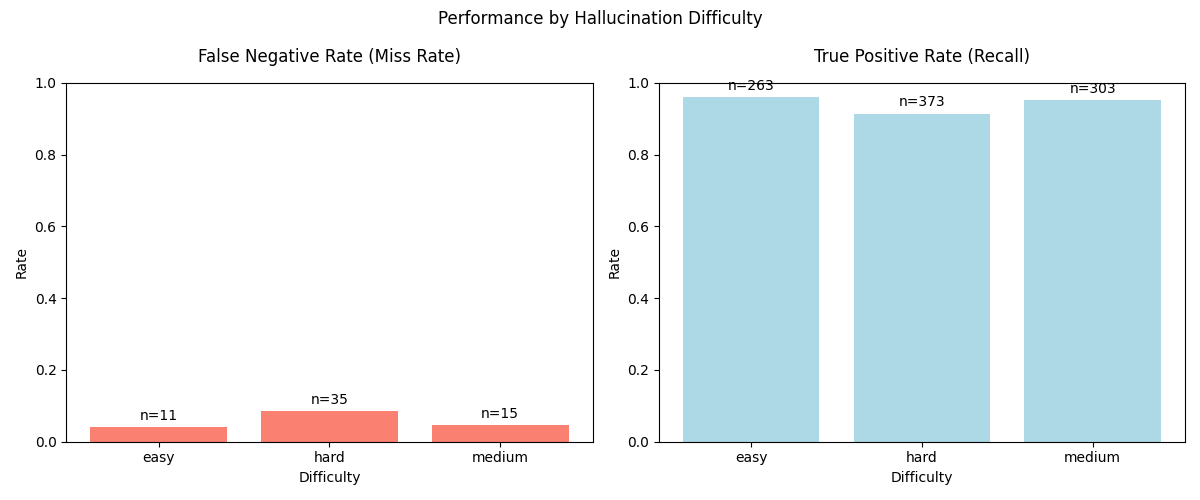 Performance by Hallucination Difficulty
False Negative Rate (Miss Rate)
1.0
0.8
0.6
0.4
0.2
0.0
Rate
n=11
n=35
n=15
easy
hard
medium
Difficulty
True Positive Rate (Recall)
1.0
0.8
0.6
0.4
0.2
0.0
Rate
n=263
n=373
n=303
easy
hard
medium
Difficulty